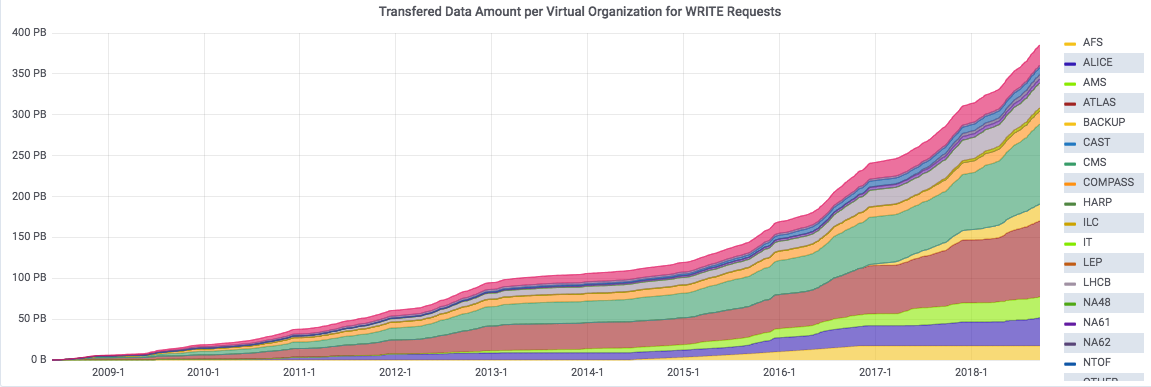 Transfered Data Amount per Virtual Organization for WRITE Requests
400 PB
350 PB
300 PB
250 PB
200 PB
150 PB
100 PB
50 PB
0 B
2009-1
2010-1
2011-1
2012-1
2013-1
2014-1
2015-1
2016-1
2017-1
2018-1
AFS
ALICE
AMS
ATLAS
BACKUP
CAST
CMS
COMPASS
HARP
ILC
IT
LEP
LHCB
NA48
NA61
NA62
NTOF